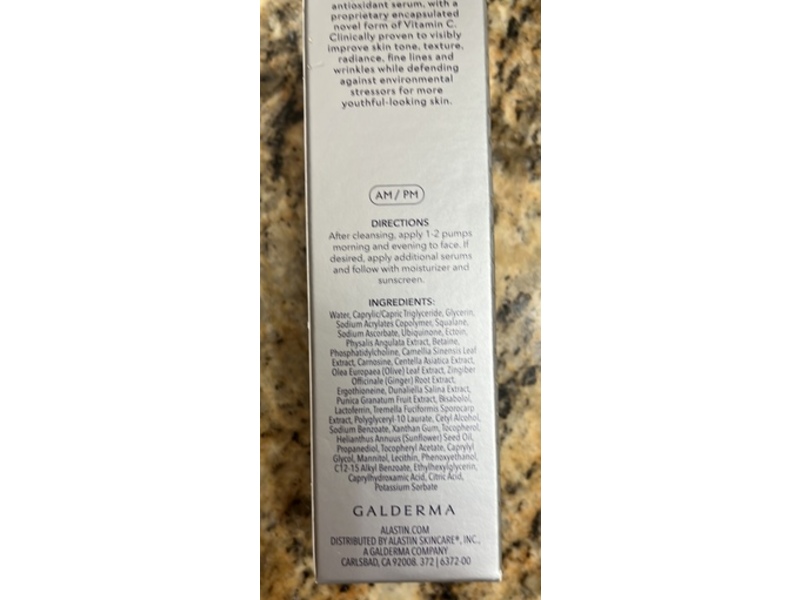 antioxidant serum, with a
proprietary encapsulated
novel form of Vitamin C.
Clinically proven to visibly
improve skin tone, texture,
radiance, fine lines and
wrinkles while defending
against environmental
stressors for more
youthful-looking skin.
AM / PM
DIRECTIONS
After cleansing, apply 1-2 pumps
morning and evening to face. If
desired, apply additional serums
and follow with moisturizer and
sunscreen.
INGREDIENTS:
Water, Caprylic/Capric Triglyceride, Glycerin,
Sodium Acrylates Copolymer, Squalane,
Sodium Ascorbate, Ubiquinone, Ectoin,
Physalis Angulata Extract, Betaine,
Phosphatidylcholine, Camellia Sinensis Leaf
Extract, Carnosine, Centella Asiatica Extract,
Olea Europaea (Olive) Leaf Extract, Zingiber
Officinale (Ginger) Root Extract,
Ergothioneine, Dunaliella Salina Extract,
Punica Granatum Fruit Extract, Bisabolol,
Lactoferrin, Tremella Fuciformis Sporocarp
Extract, Polyglyceryl-10 Laurate, Cetyl Alcohol,
Sodium Benzoate, Xanthan Gum, Tocopherol,
Helianthus Annuus (Sunflower) Seed Oil,
Propanediol, Tocopheryl Acetate, Caprylyl
Glycol, Mannitol, Lecithin, Phenoxyethanol,
C12-15 Alkyl Benzoate, Ethylhexylglycerin,
Caprylhydroxamic Acid, Citric Acid,
Potassium Sorbate
GALDERMA
ALASTIN.COM
DISTRIBUTED BY ALASTIN SKINCARE®, INC.,
A GALDERMA COMPANY
CARLSBAD, CA 92008. 372 | 6372-00